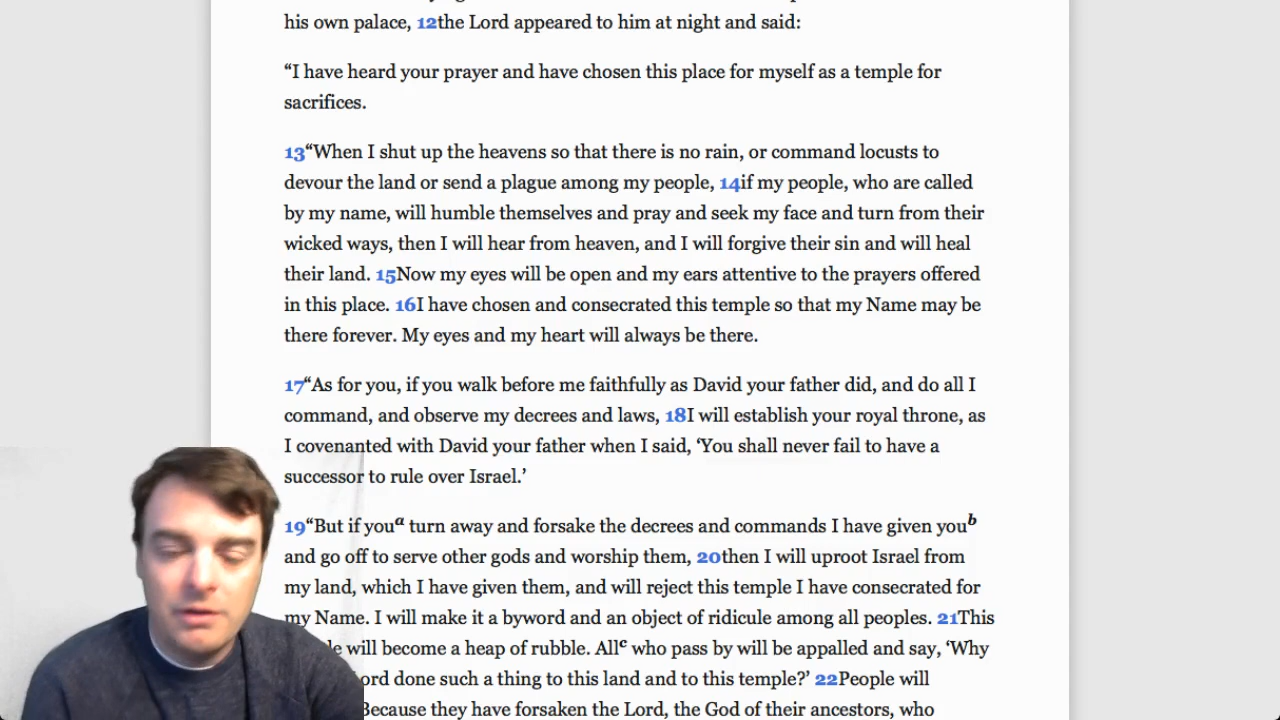 his own palace, 12the Lord appeared to him at night and said:
“I have heard your prayer and have chosen this place for myself as a temple for
sacrifices.
13“When I shut up the heavens so that there is no rain, or command locusts to
devour the land or send a plague among my people, 14if my people, who are called
by my name, will humble themselves and pray and seek my face and turn from their
wicked ways, then I will hear from heaven, and I will forgive their sin and will heal
their land. 15Now my eyes will be open and my ears attentive to the prayers offered
in this place. 16I have chosen and consecrated this temple so that my Name may be
there forever. My eyes and my heart will always be there.
17“As for you, if you walk before me faithfully as David your father did, and do all I
command, and observe my decrees and laws, 18I will establish your royal throne, as
I covenanted with David your father when I said, ‘You shall never fail to have a
successor to rule over Israel.’
19“But if youa turn away and forsake the decrees and commands I have given youb
and go off to serve other gods and worship them, 20then I will uproot Israel from
my land, which I have given them, and will reject this temple I have consecrated for
my Name. I will make it a byword and an object of ridicule among all peoples. 21This
will become a heap of rubble. Allc who pass by will be appalled and say, ‘Why
done such a thing to this land and to this temple?’ 22People will
Because they have forsaken the Lord, the God of their ancestors, who